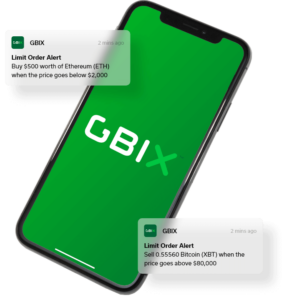 GBIX
2 mins ago
Limit Order Alert
Buy $500 worth of Ethereum (ETH)
when the price goes below $2,000
GBIX
GBIX
2 mins ago
Limit Order Alert
Sell 0.55560 Bitcoin (XBT) when the
price goes above $80,000